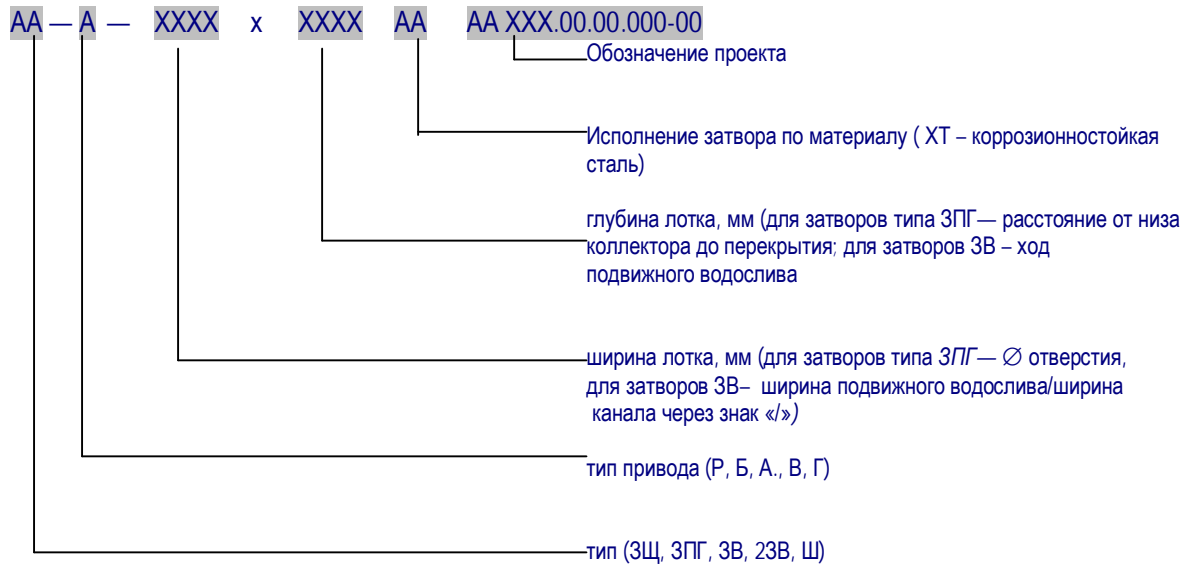 АА — А — ХХХХ х ХХХХ АА АА ХХХ.00.00.000-00
Обозначение проекта
Исполнение затвора по материалу ( ХТ – коррозионностойкая
сталь)
глубина лотка, мм (для затворов типа ЗПГ— расстояние от низа
коллектора до перекрытия; для затворов ЗВ – ход
подвижного водослива
ширина лотка, мм (для затворов типа ЗПГ— ∅ отверстия,
для затворов ЗВ– ширина подвижного водослива/ширина
канала через знак «/»)
тип привода (Р, Б, А., В, Г)
тип (ЗЩ, ЗПГ, ЗВ, 2ЗВ, Ш)